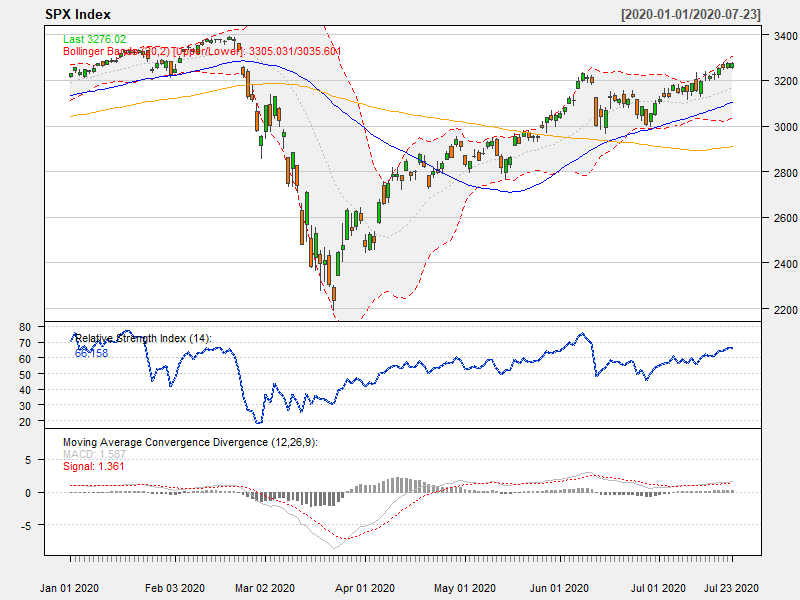 SPX Index [2020-01-01/2020-07-23]
Last 3276.02
Bollinger Bands (20,2) [Upper/Lower]: 3305.031/3035.601
3400
3200
3000
2800
2600
2400
2200
Relative Strength Index (14):
66.158
80
70
60
50
40
30
20
Moving Average Convergence Divergence (12,26,9):
MACD: 1.587
Signal: 1.361
5
0
-5
Jan 01 2020 Feb 03 2020 Mar 02 2020 Apr 01 2020 May 01 2020 Jun 01 2020 Jul 01 2020 Jul 23 2020